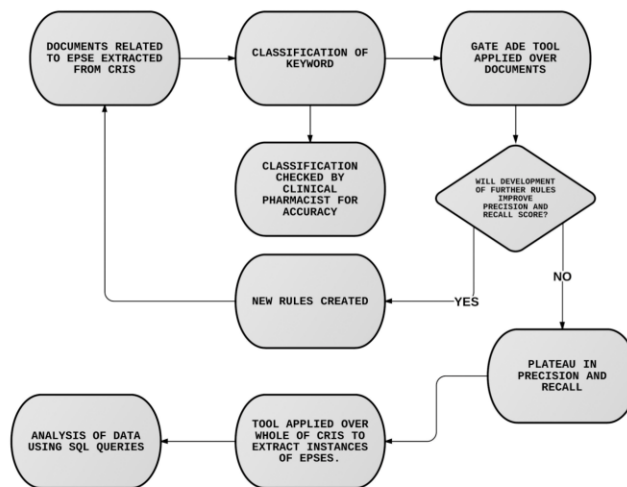 DOCUMENTS RELATED
TO EPSE EXTRACTED
FROM CRIS
CLASSIFICATION OF
KEYWORD
GATE ADE TOOL
APPLIED OVER
DOCUMENTS
CLASSIFICATION
CHECKED BY
CLINICAL
PHARMACIST FOR
ACCURACY
WILL DEVELOPMENT
OF FURTHER RULES
IMPROVE
PRECISION AND
RECALL SCORE?
NO
YES
NEW RULES CREATED
PLATEAU IN
PRECISION AND
RECALL
TOOL APPLIED OVER
WHOLE OF CRIS TO
EXTRACT INSTANCES
OF EPSES.
ANALYSIS OF DATA
USING SQL QUERIES